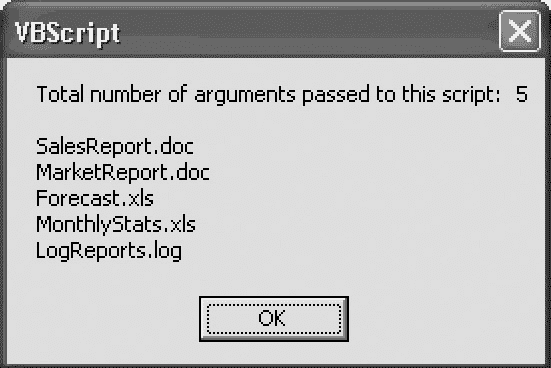 VBScript
Total number of arguments passed to this script:  5
SalesReport.doc
MarketReport.doc
Forecast.xls
MonthlyStats.xls
LogReports.log
OK